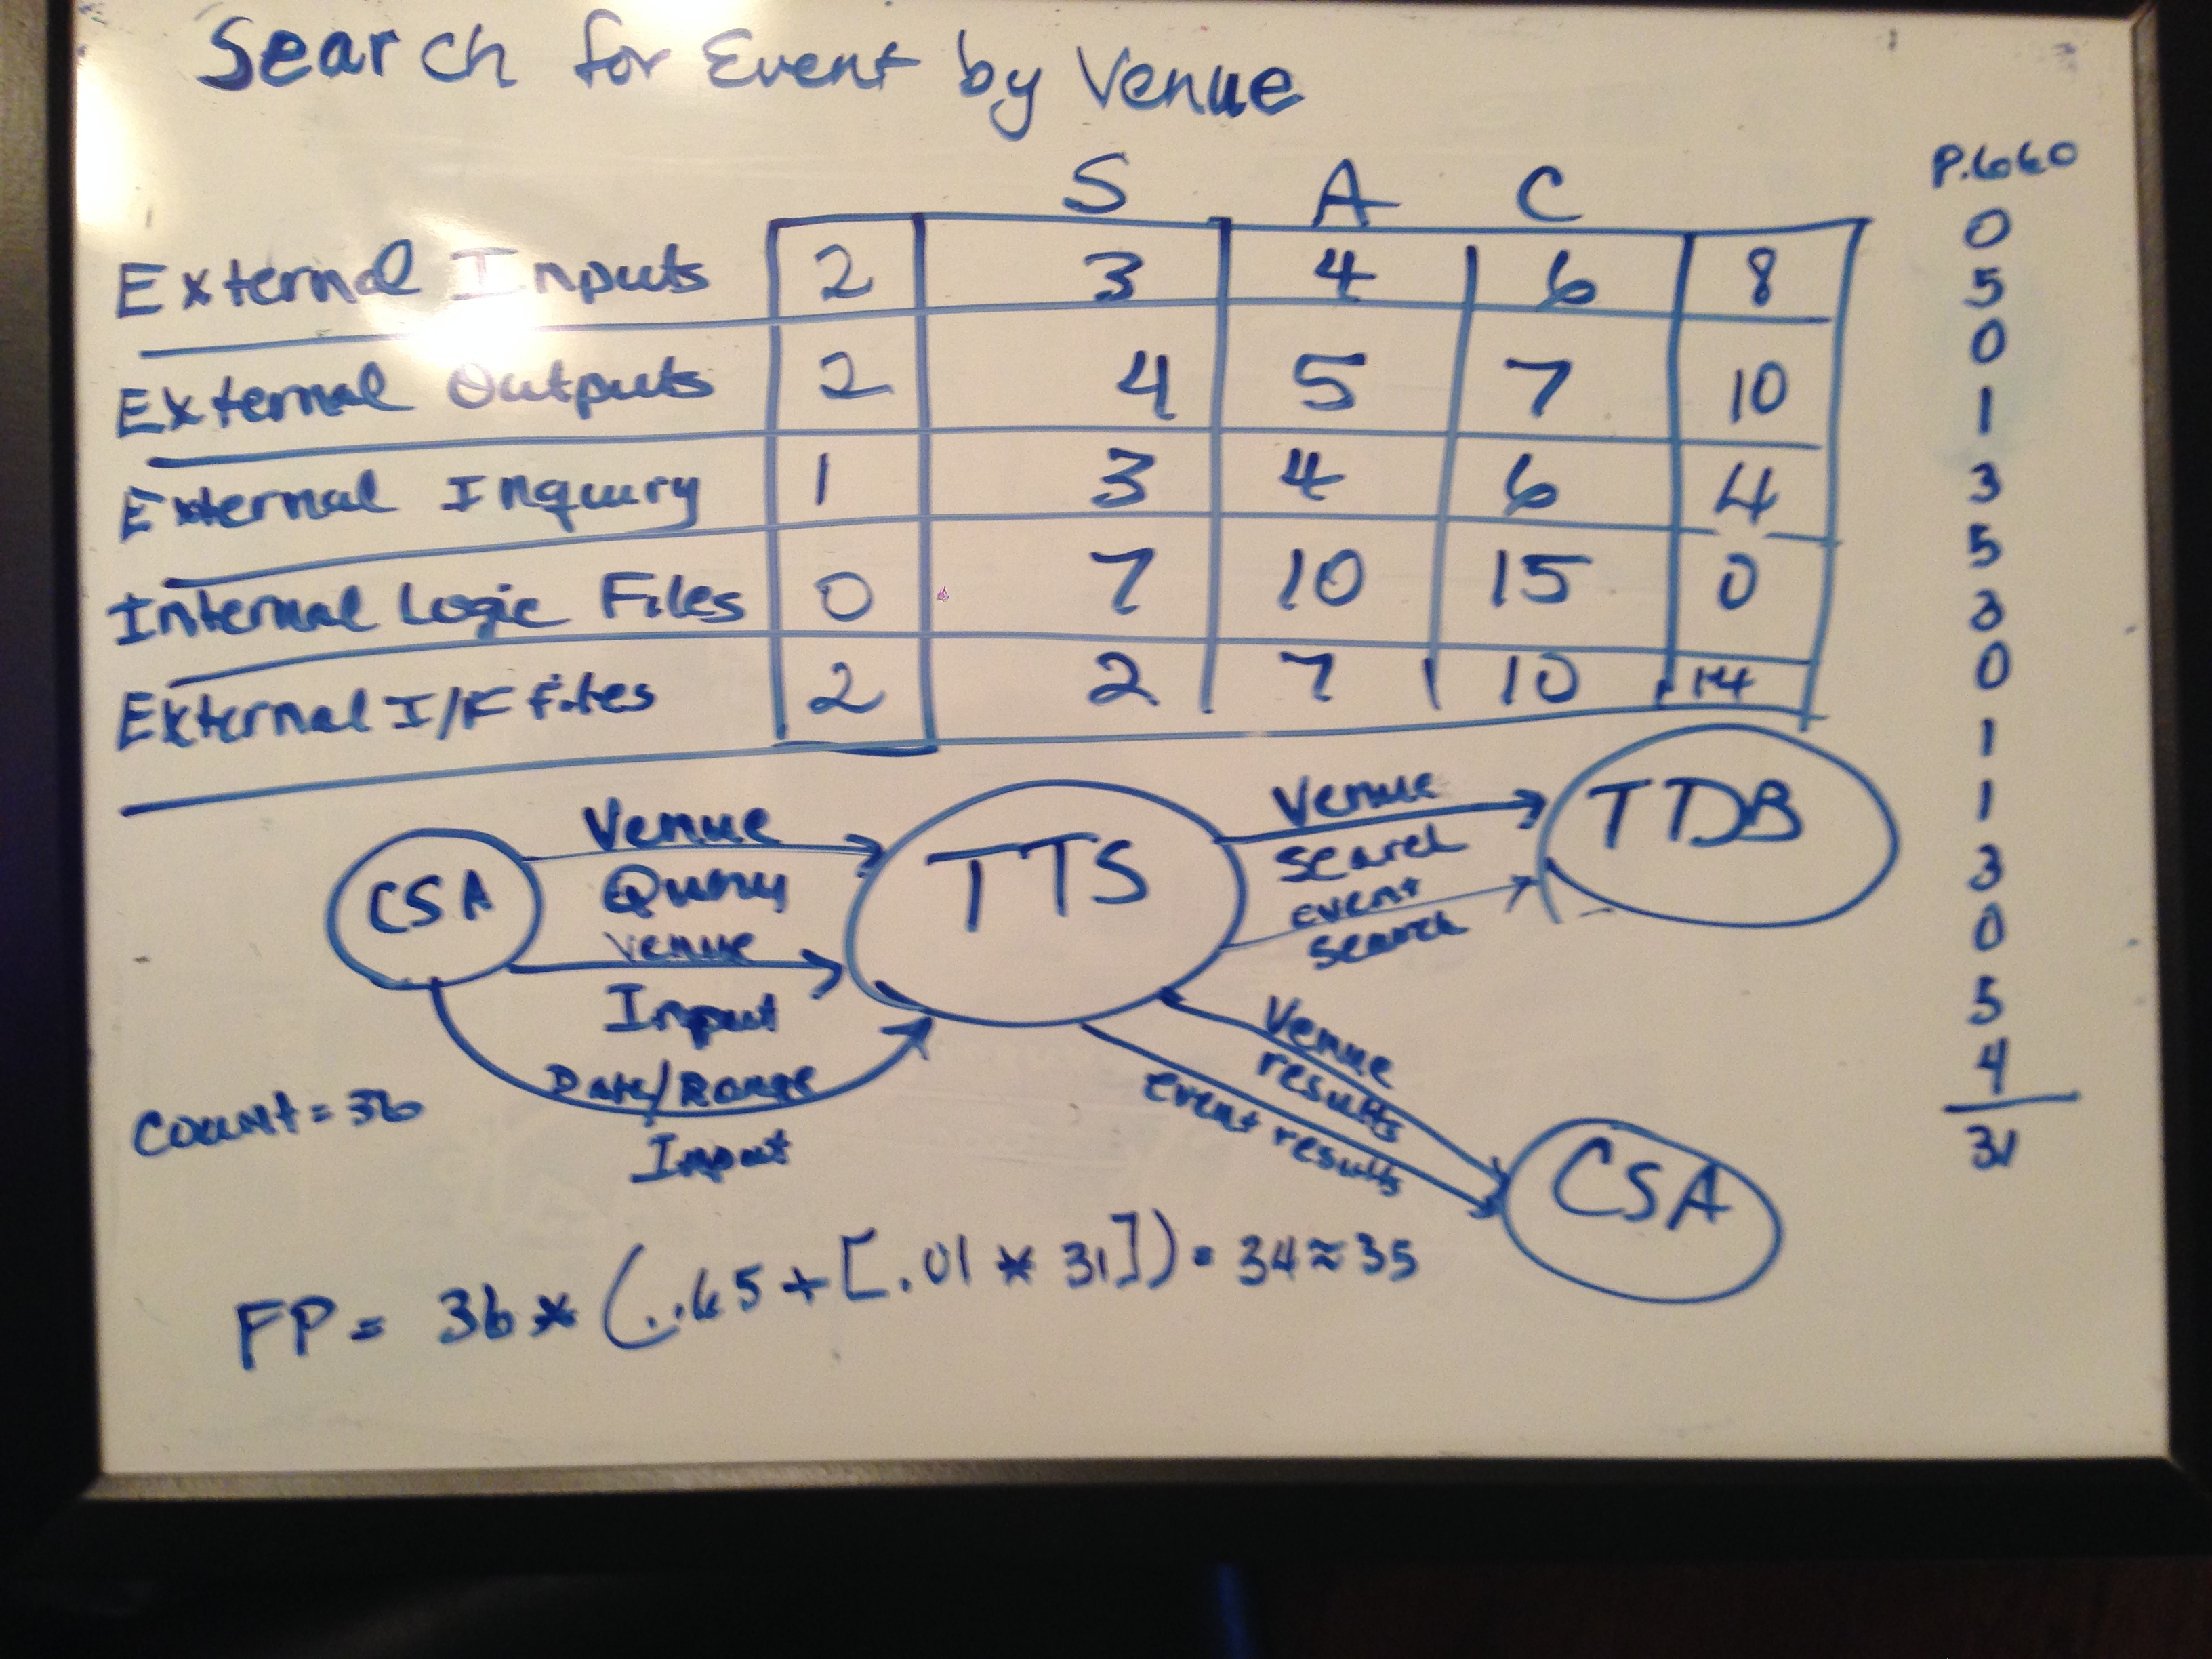 Search for Event by Venue
S A C
External Inputs 2 3 4 6 8
External Outputs 2 4 5 7 10
External Inquiry 1 3 4 6 4
Internal Logic Files 0 7 10 15 0
External I/F files 2 2 7 10 14
P.660
0
5
0
1
3
5
3
0
1
1
3
0
5
4
31
CSA
Venue
Query
Venue
Input
Date/Range
Input
TTS
Venue
Search
event
search
TDB
Venue
results
event results
CSA
Count = 36
FP = 36 * (.65 + [.01 * 31]) = 34 ≈ 35